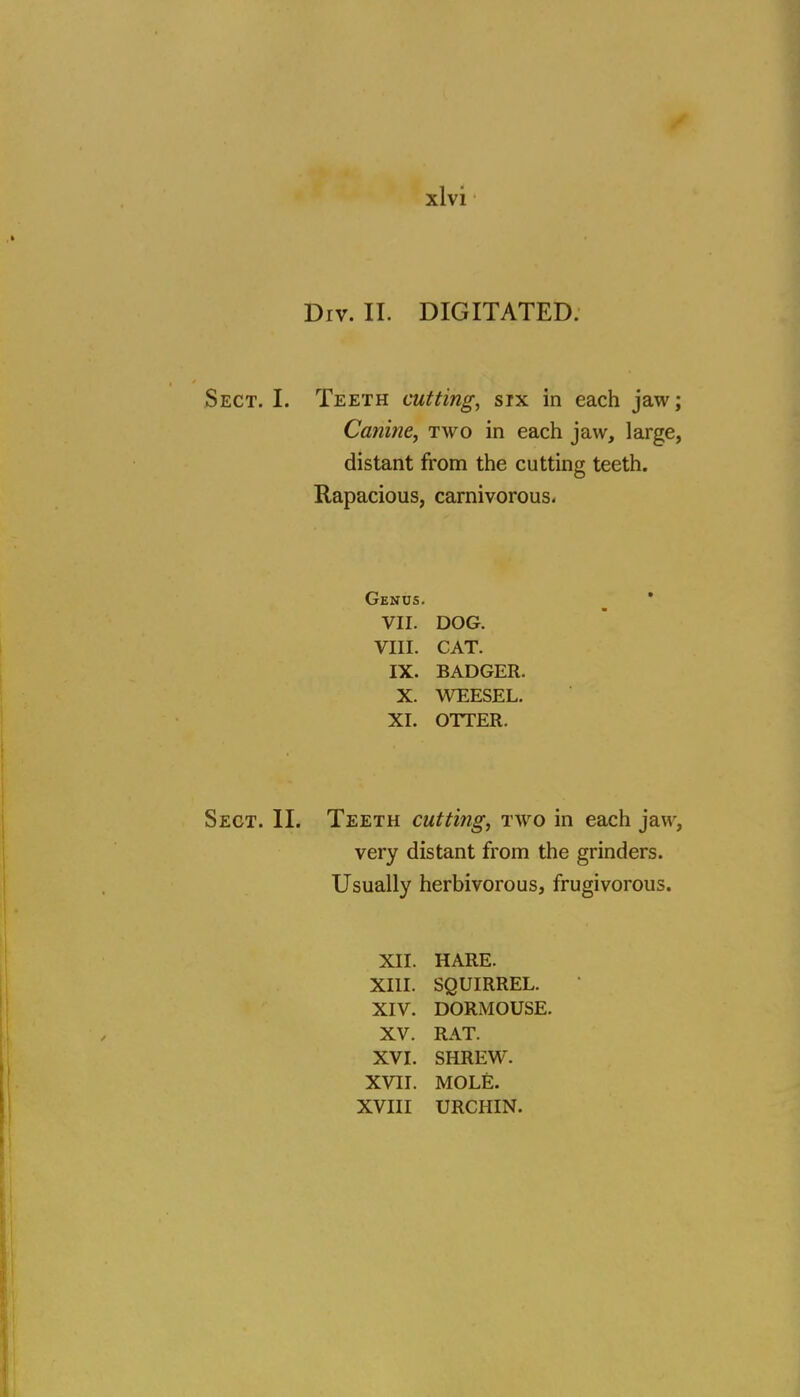 xlvi
Div. II. DIGITATED.
Sect. I. Teeth cutting, six in each jaw;
Canine, two in each jaw, large,
distant from the cutting teeth.
Rapacious, carnivorous.
Genus.
VII. DOG.
VIII. CAT.
IX. BADGER.
X. WEESEL.
XI. OTTER.
Sect. II. Teeth cutting, two in each jaw,
very distant from the grinders.
Usually herbivorous, frugivorous.
XII. HARE.
XIII. SQUIRREL.
XIV. DORMOUSE.
XV. RAT.
XVI. SHREW.
XVII. MOLE.
XVIII URCHIN.